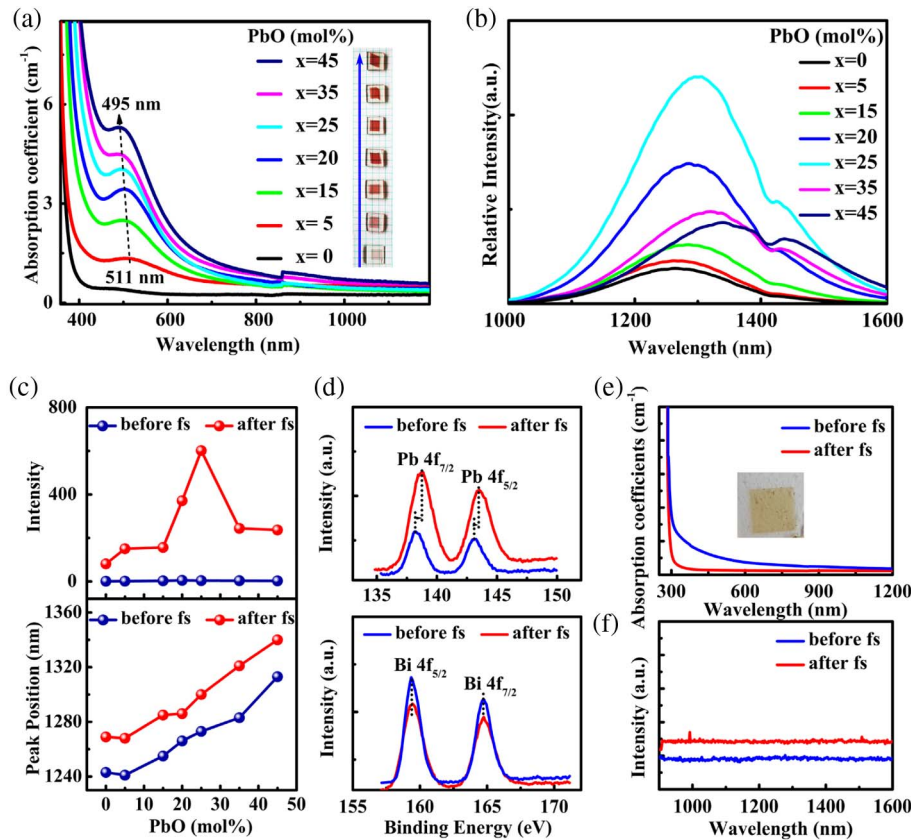 (a)
Absorption coefficient (cm⁻¹)
6
3
0
495 nm
511 nm
PbO (mol%)
x=45
x=35
x=25
x=20
x=15
x= 5
x= 0
400 600 800 1000
Wavelength (nm)
(b)
Relative Intensity(a.u.)
PbO (mol%)
x=0
x=5
x=15
x=20
x=25
x=35
x=45
1000 1200 1400 1600
Wavelength (nm)
(c)
before fs after fs
Intensity
800
400
0
Peak Position (nm)
1360
1320
1280
1240
0 10 20 30 40 50
PbO (mol%)
(d)
before fs after fs
Intensity (a.u.)
Pb 4f7/2
Pb 4f5/2
135 140 145 150
before fs after fs
Intensity (a.u.)
Bi 4f5/2
Bi 4f7/2
155 160 165 170
Binding Energy (eV)
(e)
Absorption coefficients (cm⁻¹)
before fs
after fs
300 600 900 1200
Wavelength (nm)
(f)
Intensity (a.u.)
before fs
after fs
1000 1200 1400 1600
Wavelength (nm)